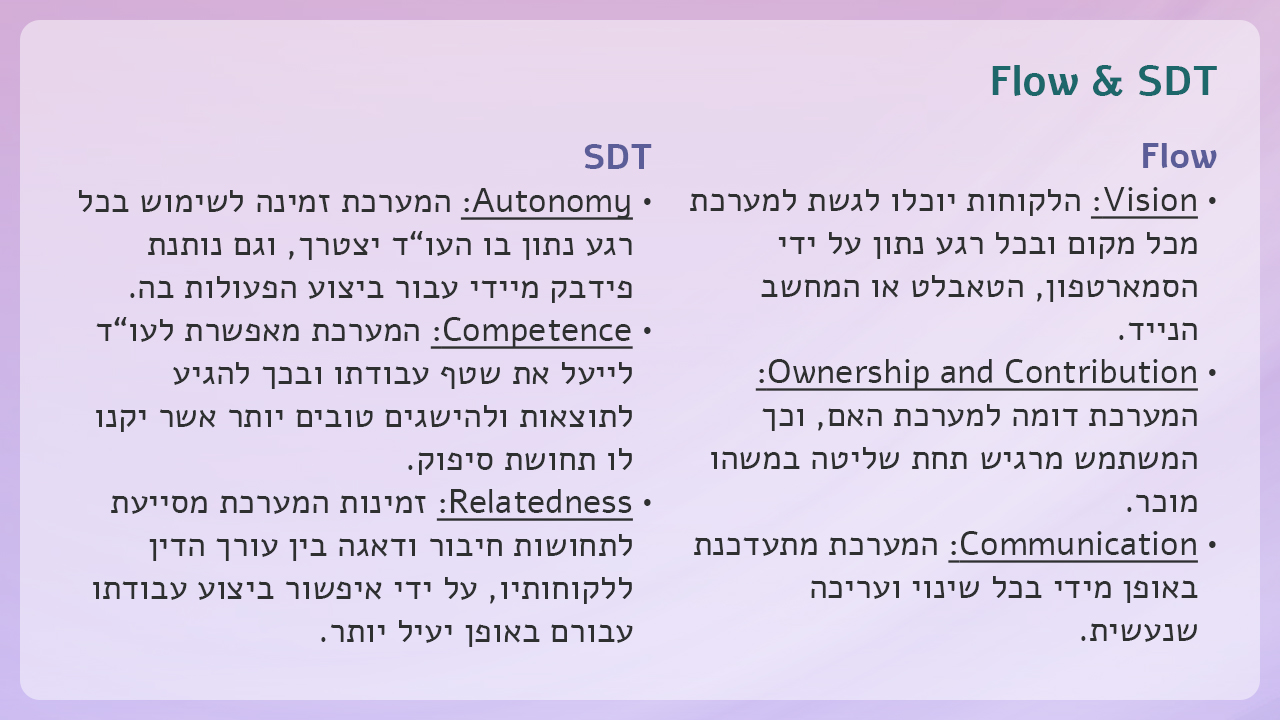 Flow & SDT
Flow
• Vision: הלקוחות יוכלו לגשת למערכת
מכל מקום ובכל רגע נתון על ידי
הסמארטפון, הטאבלט או המחשב
הנייד.
• Ownership and Contribution:
המערכת דומה למערכת האם, וכך
המשתמש מרגיש תחת שליטה במשהו
מוכר.
• Communication: המערכת מתעדכנת
באופן מידי בכל שינוי ועריכה
שנעשית.
SDT
• Autonomy: המערכת זמינה לשימוש בכל
רגע נתון בו העו“ד יצטרך, וגם נותנת
פידבק מיידי עבור ביצוע הפעולות בה.
• Competence: המערכת מאפשרת לעו“ד
לייעל את שטף עבודתו ובכך להגיע
לתוצאות ולהישגים טובים יותר אשר יקנו
לו תחושת סיפוק.
• Relatedness: זמינות המערכת מסייעת
לתחושות חיבור ודאגה בין עורך הדין
ללקוחותיו, על ידי איפשור ביצוע עבודתו
עבורם באופן יעיל יותר.